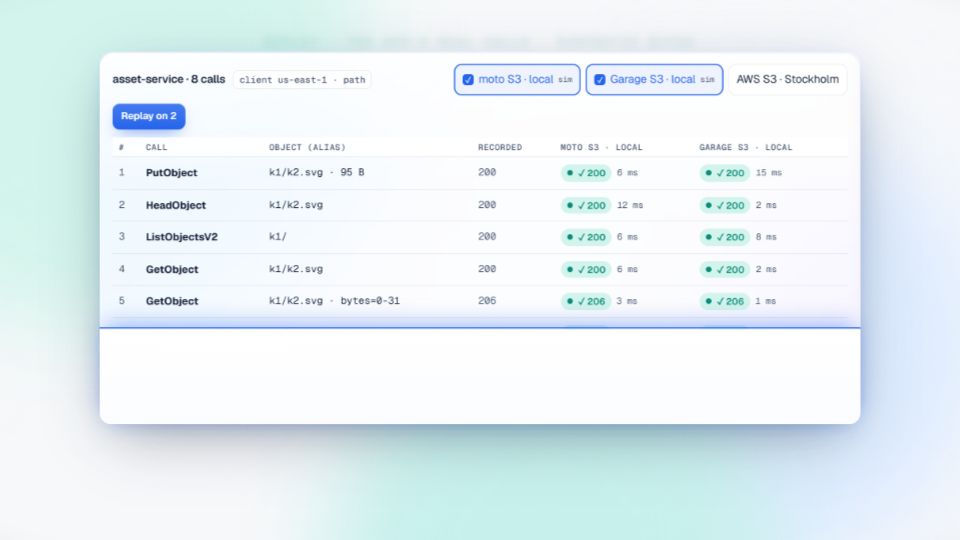 asset-service · 8 calls client us-east-1 · path ✓ moto S3 · local sim ✓ Garage S3 · local sim AWS S3 · Stockholm
Replay on 2
# CALL OBJECT (ALIAS) RECORDED MOTO S3 · LOCAL GARAGE S3 · LOCAL
1 PutObject k1/k2.svg · 95 B 200 ✓ 200 6 ms ✓ 200 15 ms
2 HeadObject k1/k2.svg 200 ✓ 200 12 ms ✓ 200 2 ms
3 ListObjectsV2 k1/ 200 ✓ 200 6 ms ✓ 200 8 ms
4 GetObject k1/k2.svg 200 ✓ 200 6 ms ✓ 200 2 ms
5 GetObject k1/k2.svg · bytes=0-31 206 ✓ 206 3 ms ✓ 206 1 ms